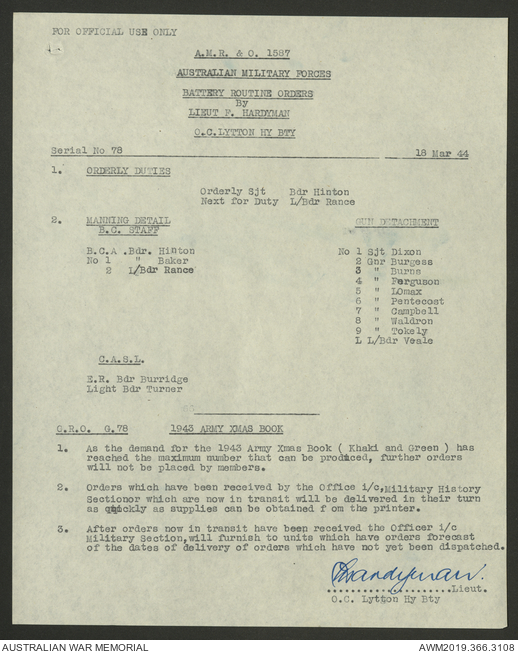 FOR OFFICIAL USE ONLY
A.M.R. & O. 1587
AUSTRALIAN MILITARY FORCES
BATTERY ROUTINE ORDERS
By
LIEUT F. HARDYMAN
O.C.LYTTON HY BTY
Serial No 78 18 Mar 44
1. ORDERLY DUTIES
Orderly Sjt Bdr Hinton
Next for Duty L/Bdr Rance
2. MANNING DETAIL GUN DETACHMENT
B.C. STAFF
B.C.A .Bdr. Hinton No 1 Sjt Dixon
No 1 " Baker 2 Gnr Burgess
2 L/Bdr Rance 3 " Burns
4 " Ferguson
5 " LOmax
6 " Pentecost
7 " Campbell
8 " Waldron
9 " Tokely
L L/Bdr Veale
C.A.S.L.
E.R. Bdr Burridge
Light Bdr Turner
G.R.O. G.78 1943 ARMY XMAS BOOK
1. As the demand for the 1943 Army Xmas Book ( Khaki and Green ) has
reached the maximum number that can be produced, further orders
will not be placed by members.
2. Orders which have been received by the Office i/c,Military History
Sectionor which are now in transit will be delivered in their turn
as quickly as supplies can be obtained f om the printer.
3. After orders now in transit have been received the Officer i/c
Military Section,will furnish to units which have orders forecast
of the dates of delivery of orders which have not yet been dispatched.
FHardyman.
......................Lieut.
O.C. Lytton Hy Bty
AUSTRALIAN WAR MEMORIAL AWM2019.366.3108